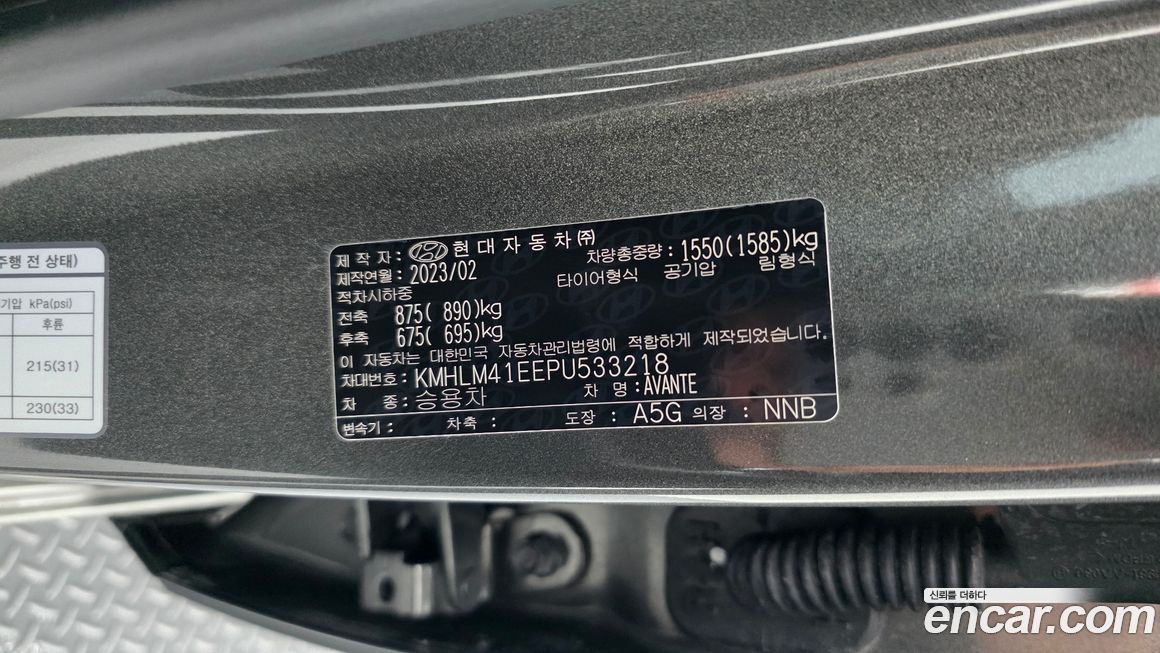 주행 전 상태)
기압 kPa(psi)
후륜
215(31)
230(33)
제 작 자 : 현 대 자 동 차 ㈜
제작연월 : 2023/02
차량총중량 : 1550(1585)kg
타이어형식 공기압 림형식
적차시하중
전축 875( 890)kg
후축 675( 695)kg
이 자동차는 대한민국 자동차관리법령에 적합하게 제작되었습니다.
차대번호 : KMHLM41EEPU533218
차 종 : 승용차 차 명 : AVANTE
변속기 : 차축 : 도장 : A5G 의장 : NNB
신뢰를 더하다
encar.com